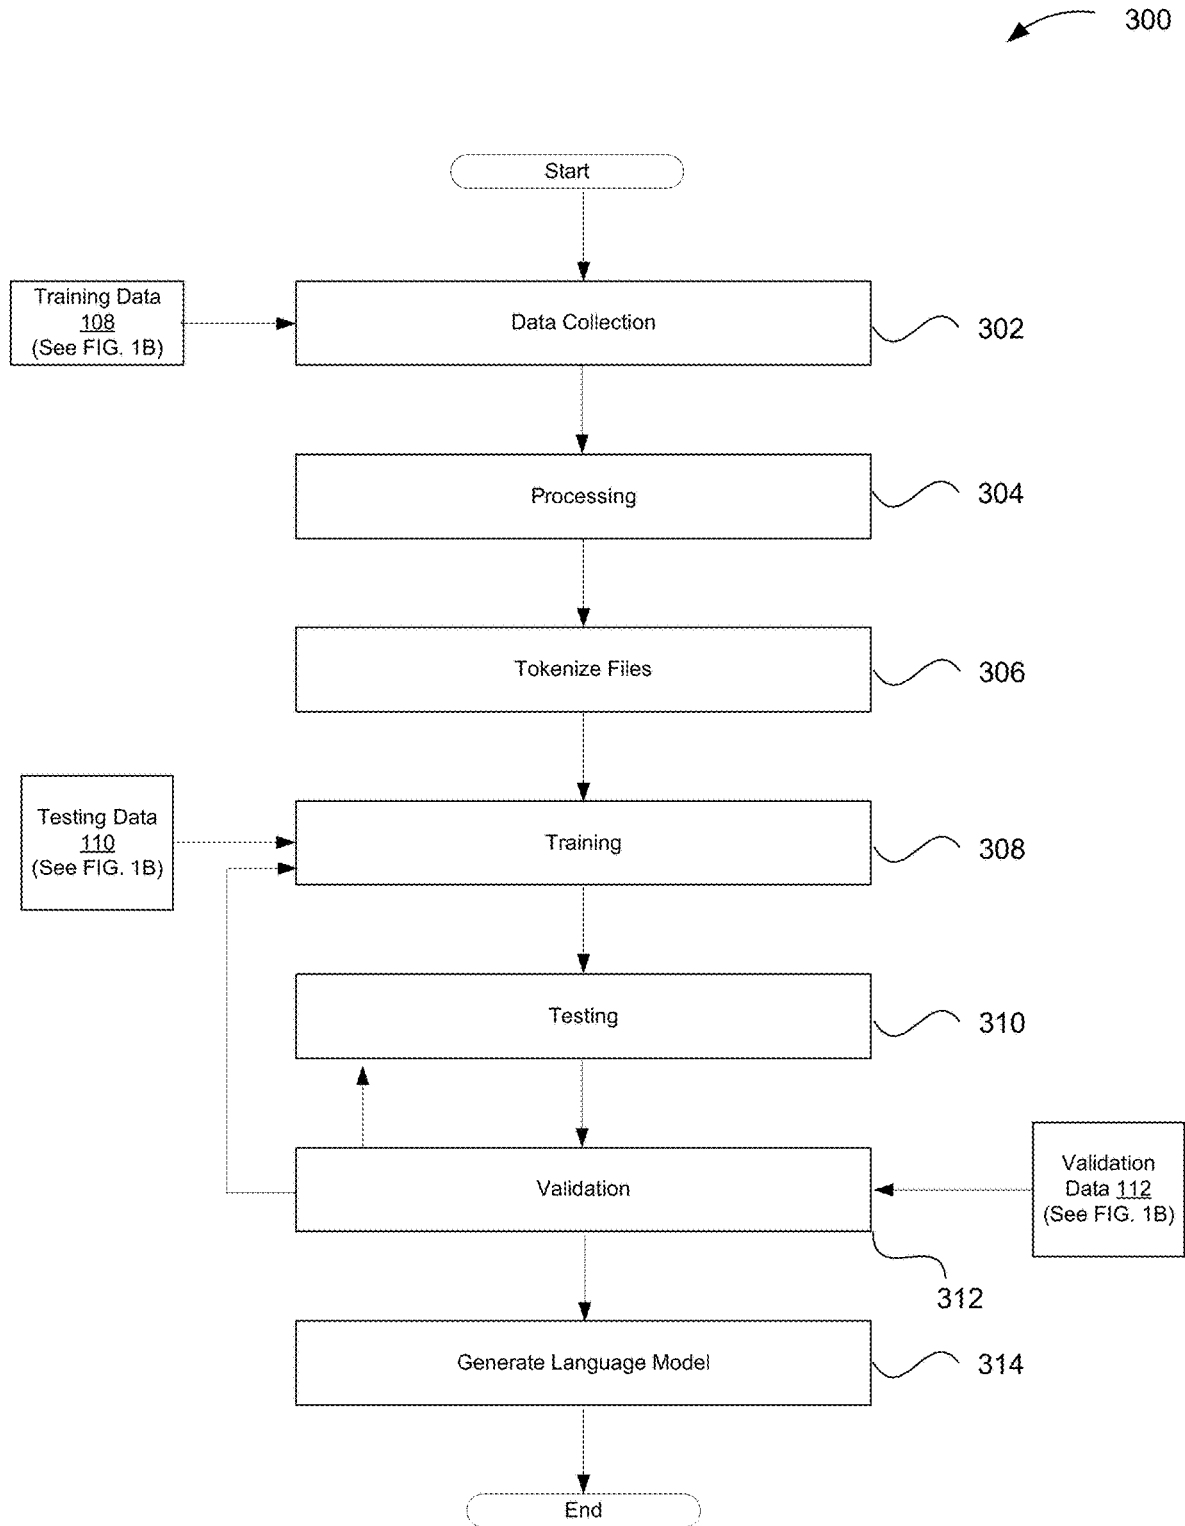 300
Start
Training Data
108
(See FIG. 1B)
Data Collection
302
Processing
304
Tokenize Files
306
Testing Data
110
(See FIG. 1B)
Training
308
Testing
310
Validation
Validation
Data 112
(See FIG. 1B)
312
Generate Language Model
314
End